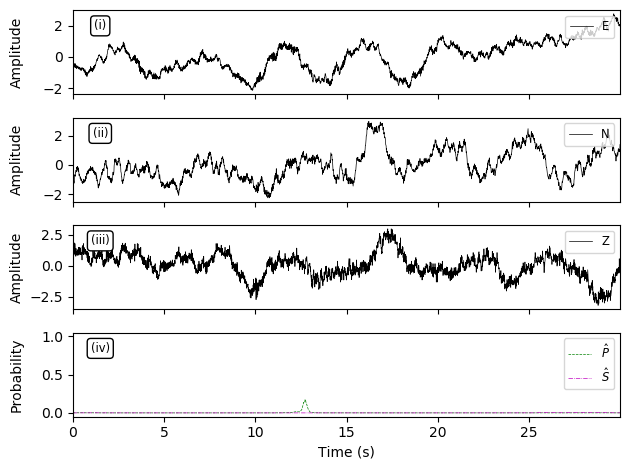 Amplitude
2
0
−2
(i)
E
Amplitude
2
0
−2
(ii)
N
Amplitude
2.5
0.0
−2.5
(iii)
Z
Probability
1.0
0.5
0.0
(iv)
P̂
Ŝ
0 5 10 15 20 25
Time (s)